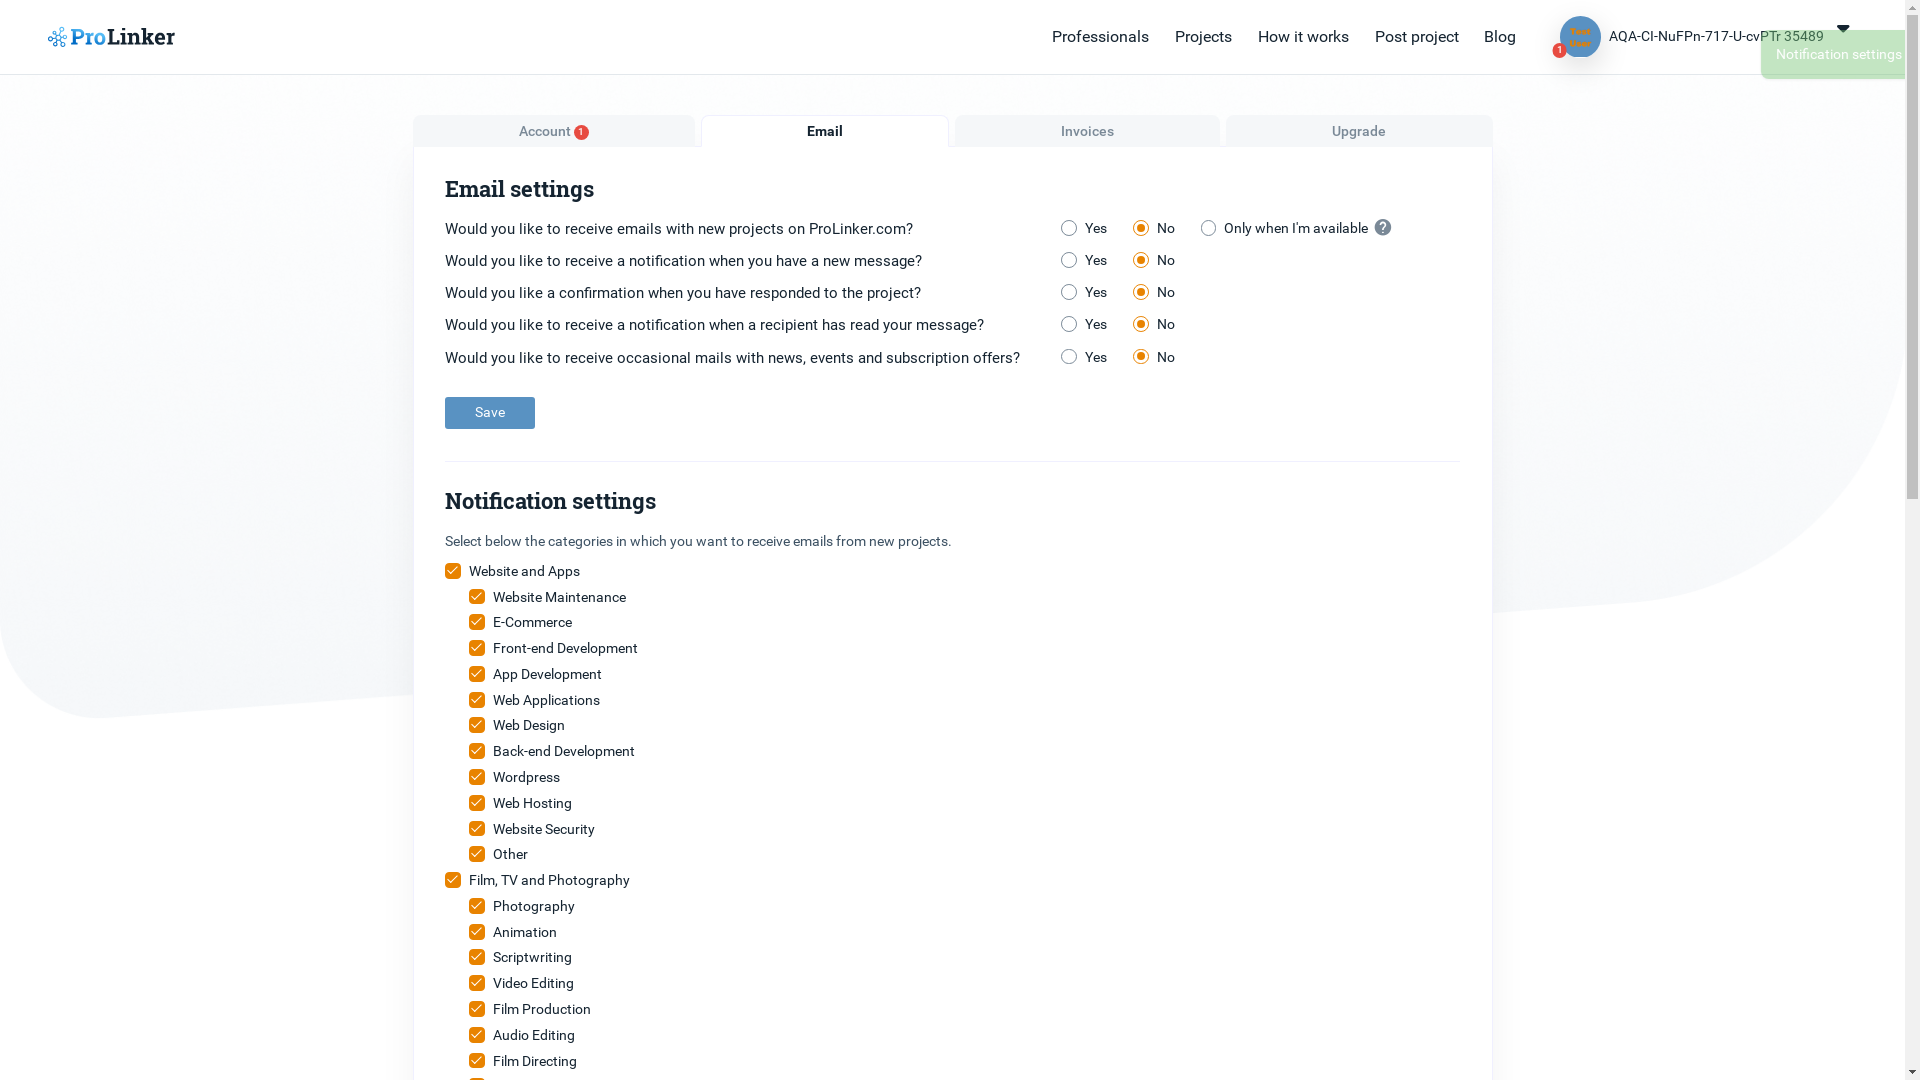 ProLinker
Professionals
Projects
How it works
Post project
Blog
Test
User
1
AQA-CI-NuFPn-717-U-cvPTr 35489
Notification settings
Account 1
Email
Invoices
Upgrade
Email settings
Would you like to receive emails with new projects on ProLinker.com? Yes No Only when I'm available ?
Would you like to receive a notification when you have a new message? Yes No
Would you like a confirmation when you have responded to the project? Yes No
Would you like to receive a notification when a recipient has read your message? Yes No
Would you like to receive occasional mails with news, events and subscription offers? Yes No
Save
Notification settings
Select below the categories in which you want to receive emails from new projects.
Website and Apps
Website Maintenance
E-Commerce
Front-end Development
App Development
Web Applications
Web Design
Back-end Development
Wordpress
Web Hosting
Website Security
Other
Film, TV and Photography
Photography
Animation
Scriptwriting
Video Editing
Film Production
Audio Editing
Film Directing